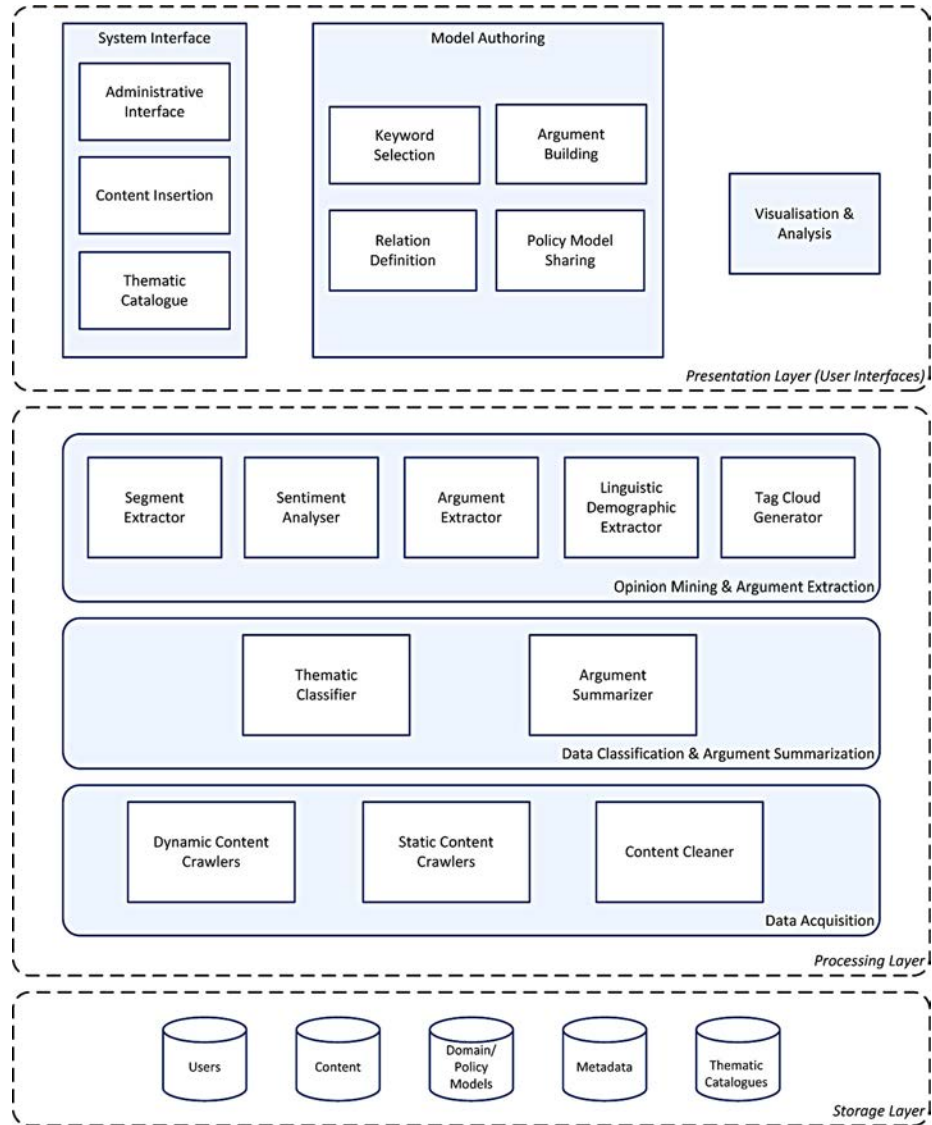 System Interface
Administrative
Interface
Content Insertion
Thematic
Catalogue
Model Authoring
Keyword
Selection
Argument
Building
Relation
Definition
Policy Model
Sharing
Visualisation &
Analysis
Presentation Layer (User Interfaces)
Segment
Extractor
Sentiment
Analyser
Argument
Extractor
Linguistic
Demographic
Extractor
Tag Cloud
Generator
Opinion Mining & Argument Extraction
Thematic
Classifier
Argument
Summarizer
Data Classification & Argument Summarization
Dynamic Content
Crawlers
Static Content
Crawlers
Content Cleaner
Data Acquisition
Processing Layer
Users
Content
Domain/
Policy
Models
Metadata
Thematic
Catalogues
Storage Layer